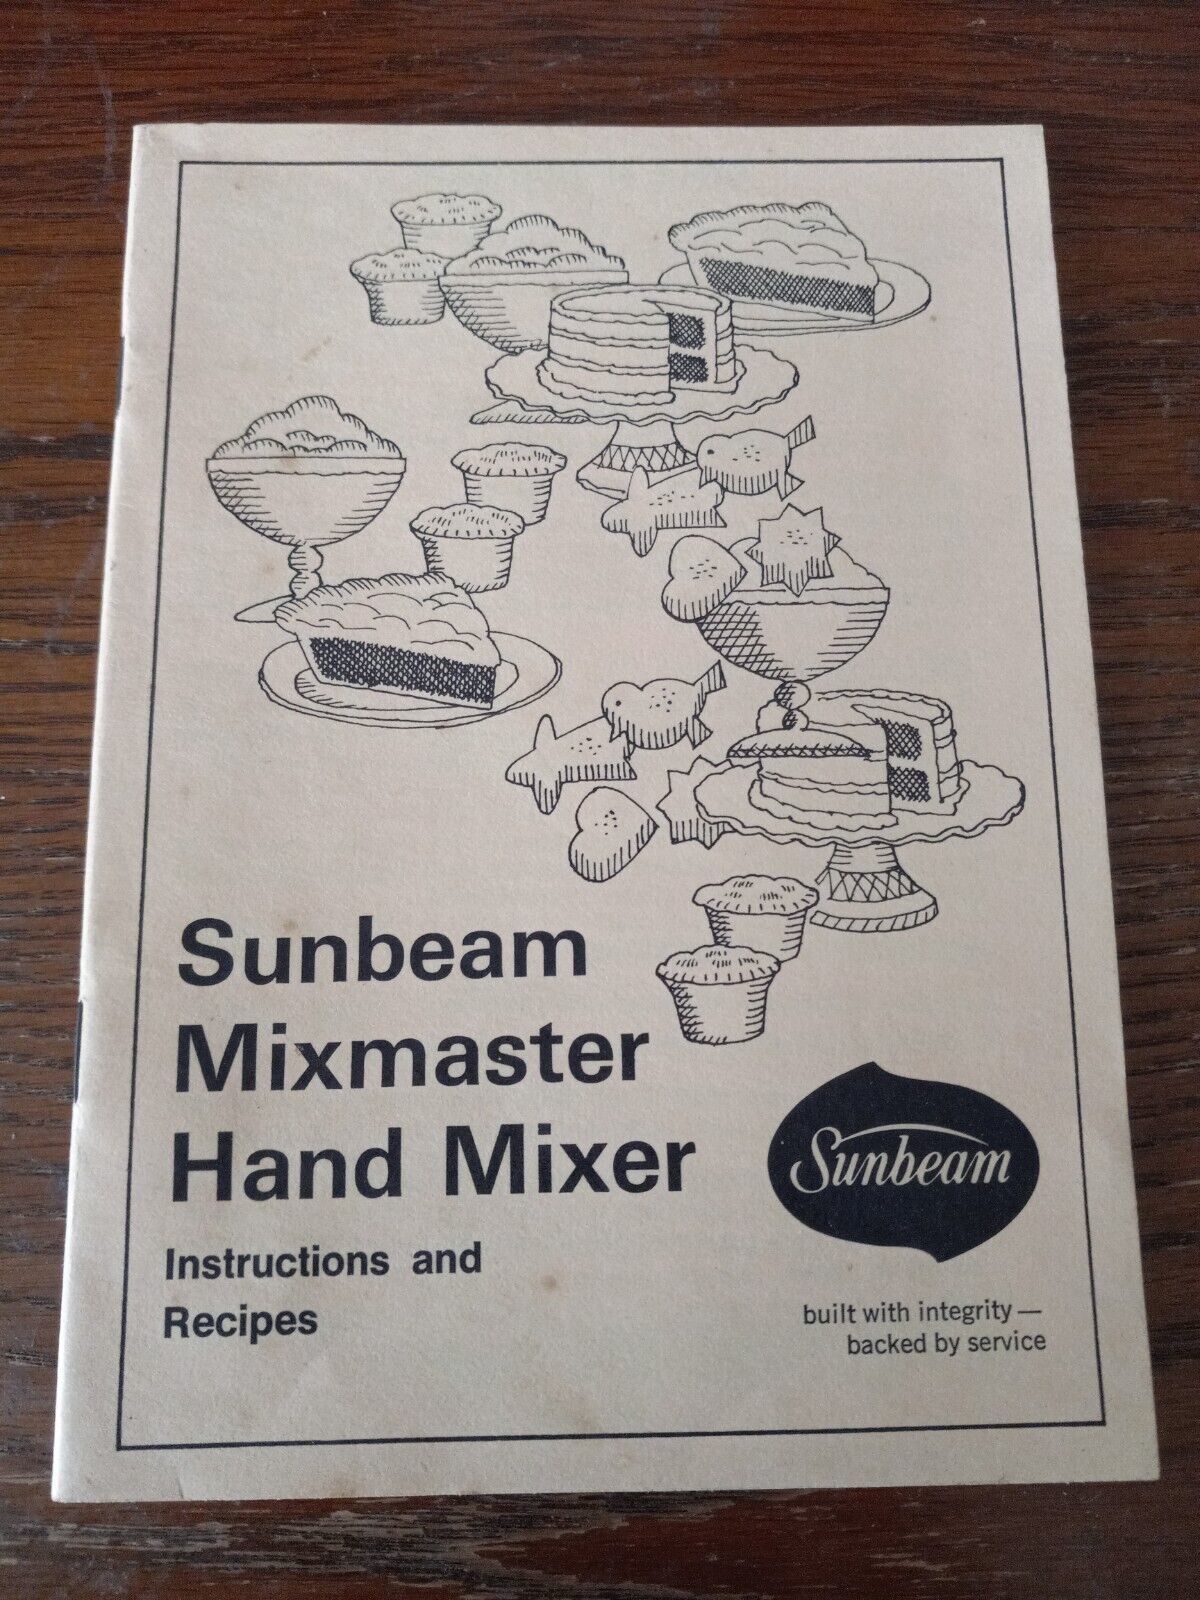 Sunbeam
Mixmaster
Hand Mixer
Instructions and
Recipes
Sunbeam
built with integrity —
backed by service